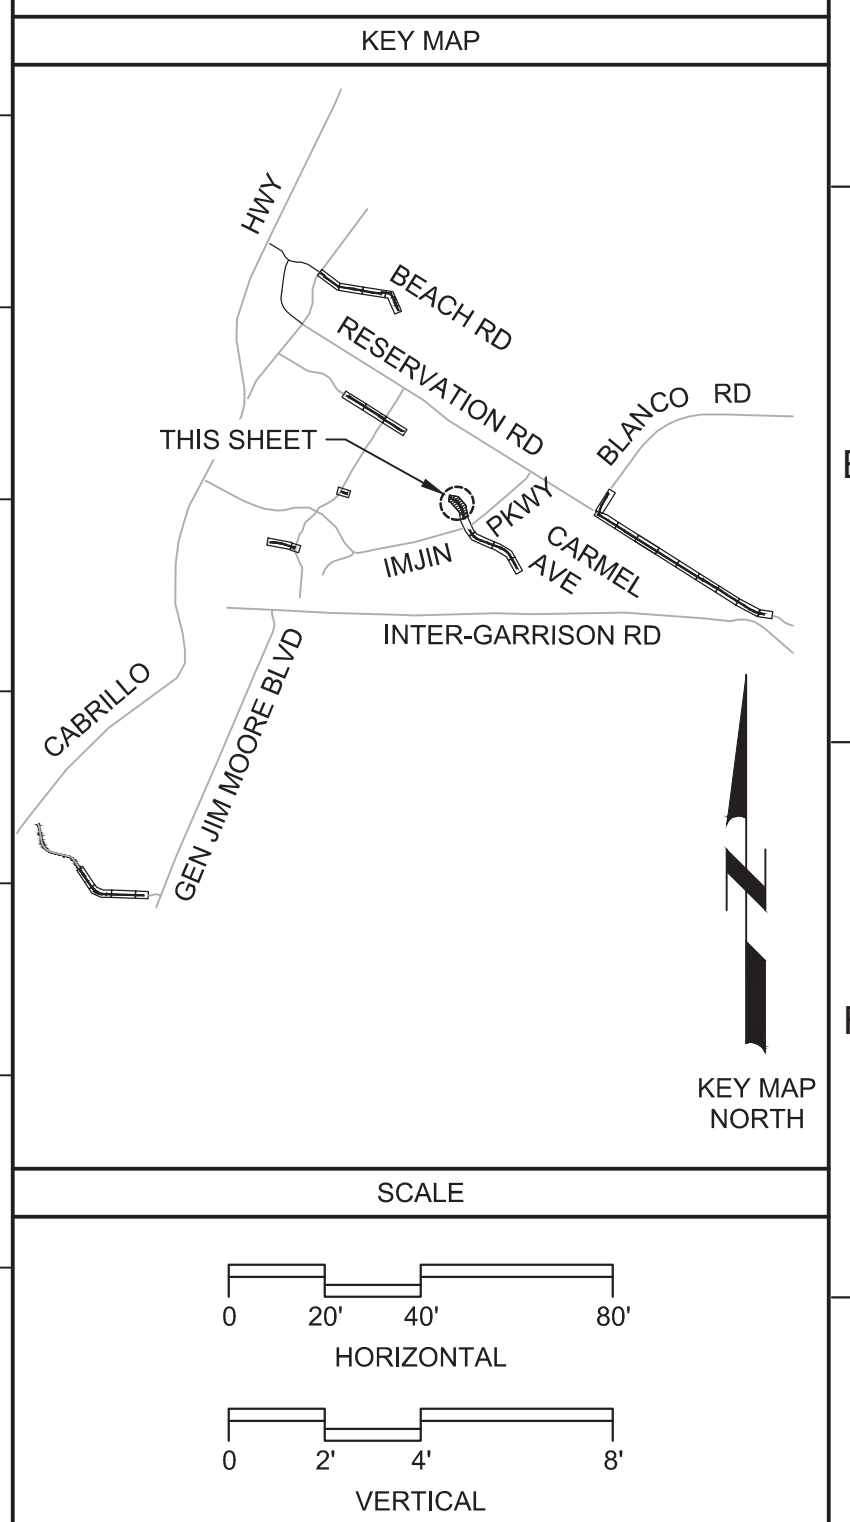 KEY MAP
HWY
BEACH RD
RESERVATION RD
BLANCO RD
THIS SHEET
PKWY
IMJIN
CARMEL
AVE
INTER-GARRISON RD
CABRILLO
GEN JIM MOORE BLVD
N
KEY MAP
NORTH
SCALE
0 20' 40' 80'
HORIZONTAL
0 2' 4' 8'
VERTICAL